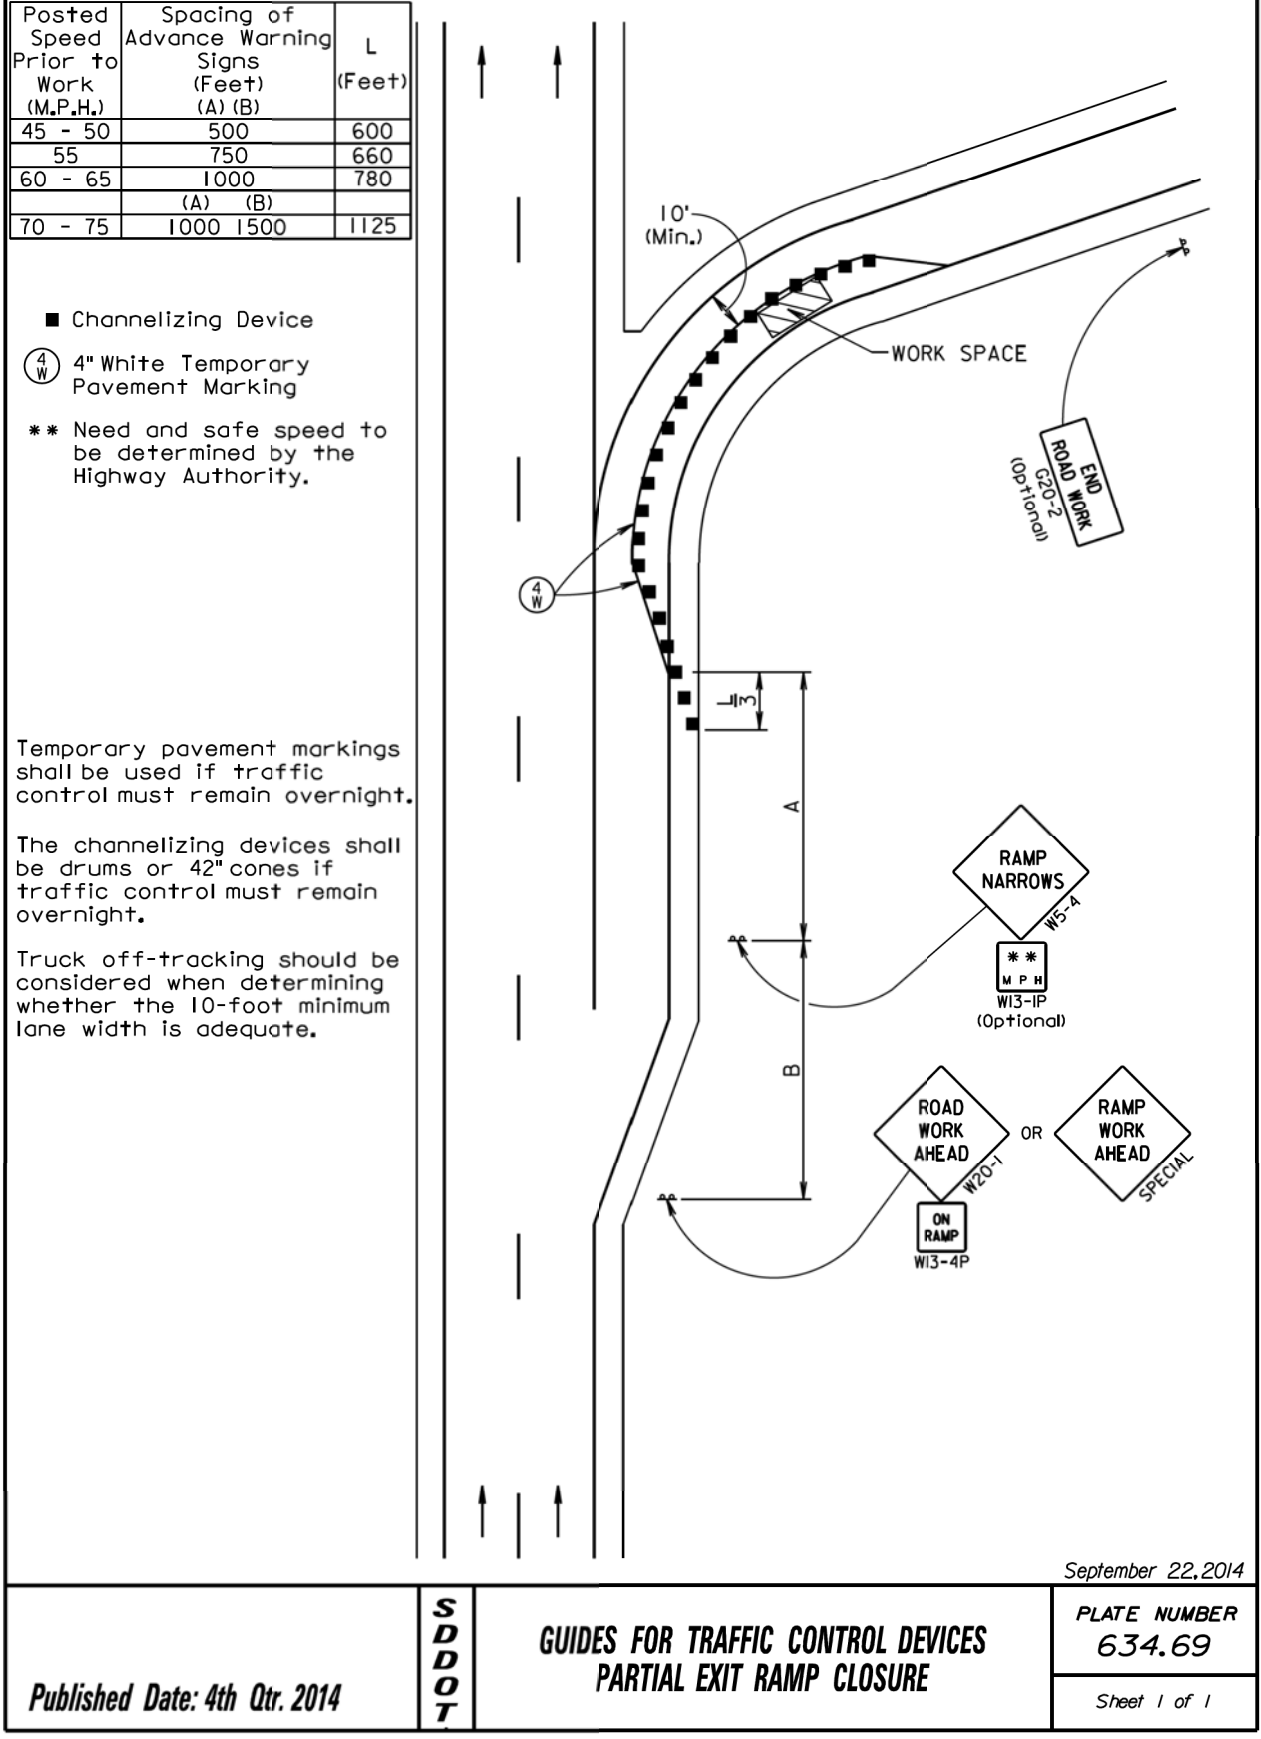 Posted Speed Prior to Work (M.P.H.)
Spacing of Advance Warning Signs (Feet) (A) (B)
L (Feet)
45 - 50 500 600
55 750 660
60 - 65 1000 780
(A) (B)
70 - 75 1000 1500 1125
■ Channelizing Device
4 W 4" White Temporary
Pavement Marking
** Need and safe speed to
be determined by the
Highway Authority.
10'
(Min.)
WORK SPACE
END
ROAD WORK
G20-2
(Optional)
4
W
L/3
A
Temporary pavement markings
shall be used if traffic
control must remain overnight.
The channelizing devices shall
be drums or 42" cones if
traffic control must remain
overnight.
Truck off-tracking should be
considered when determining
whether the 10-foot minimum
lane width is adequate.
RAMP
NARROWS
W5-4
* *
M P H
W13-1P
(Optional)
B
ROAD
WORK
AHEAD
W20-1
OR
RAMP
WORK
AHEAD
SPECIAL
ON
RAMP
W13-4P
September 22, 2014
Published Date: 4th Qtr. 2014
SDDOT
GUIDES FOR TRAFFIC CONTROL DEVICES
PARTIAL EXIT RAMP CLOSURE
PLATE NUMBER
634.69
Sheet 1 of 1